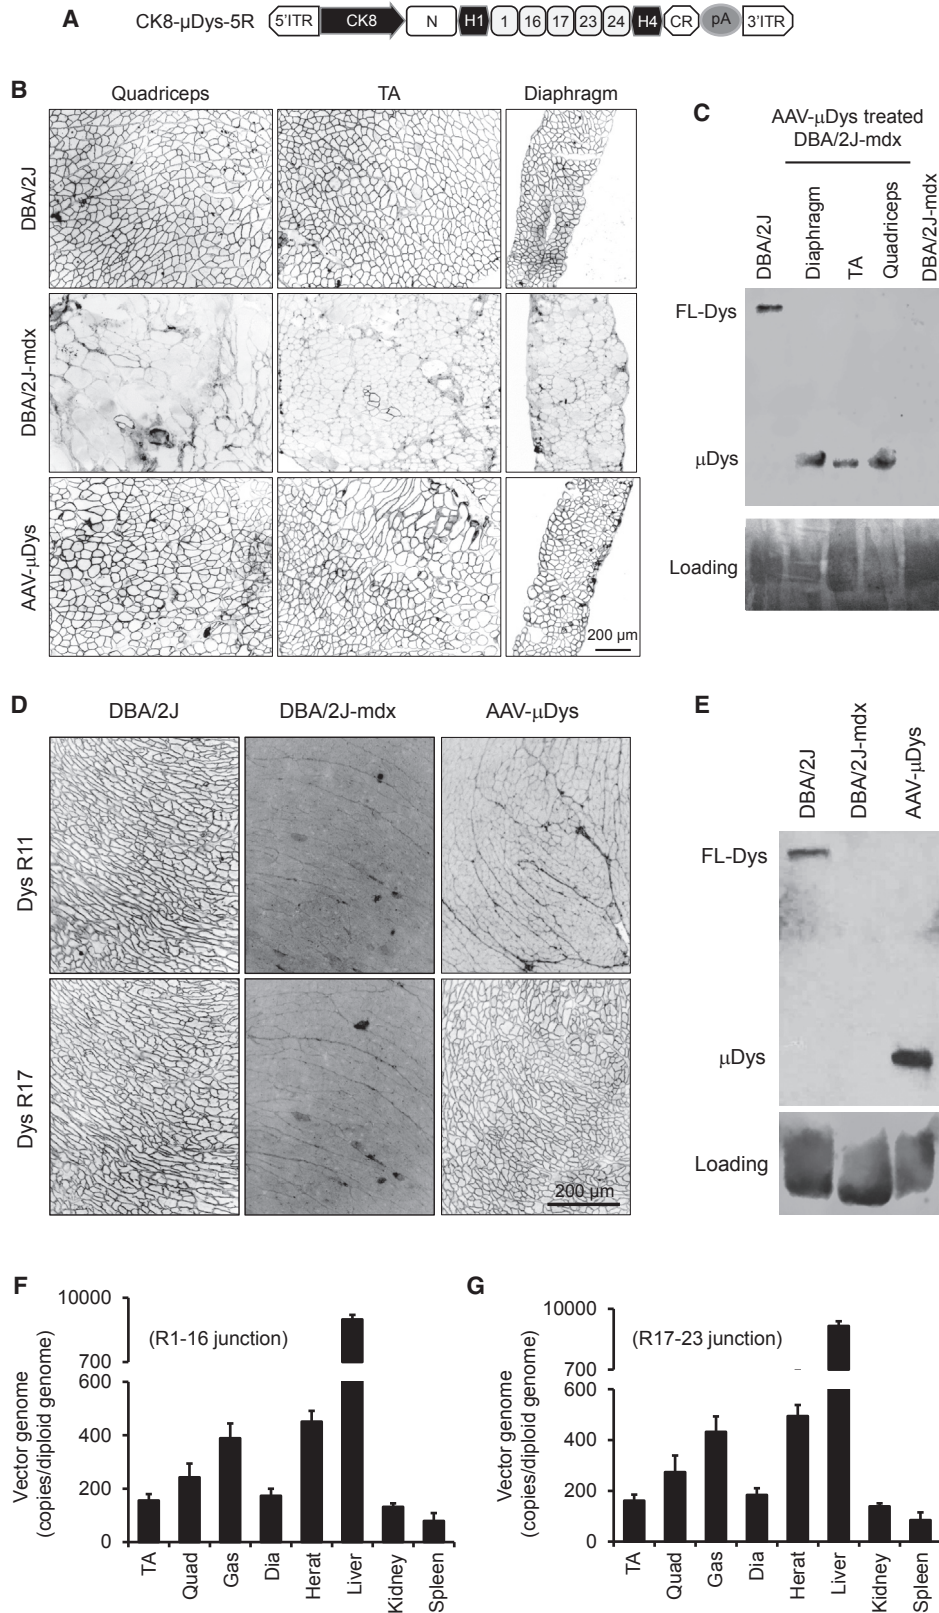 A
CK8-μDys-5R
5'ITR CK8 N H1 1 16 17 23 24 H4 CR pA 3'ITR
B
Quadriceps TA Diaphragm
DBA/2J
DBA/2J-mdx
AAV-μDys
200 μm
C
AAV-μDys treated
DBA/2J-mdx
DBA/2J
Diaphragm
TA
Quadriceps
DBA/2J-mdx
FL-Dys
μDys
Loading
D
DBA/2J DBA/2J-mdx AAV-μDys
Dys R11
Dys R17
200 μm
E
DBA/2J
DBA/2J-mdx
AAV-μDys
FL-Dys
μDys
Loading
F
(R1-16 junction)
Vector genome
(copies/diploid genome)
10000
700
600
400
200
0
TA
Quad
Gas
Dia
Herat
Liver
Kidney
Spleen
G
(R17-23 junction)
Vector genome
(copies/diploid genome)
10000
700
600
400
200
0
TA
Quad
Gas
Dia
Herat
Liver
Kidney
Spleen